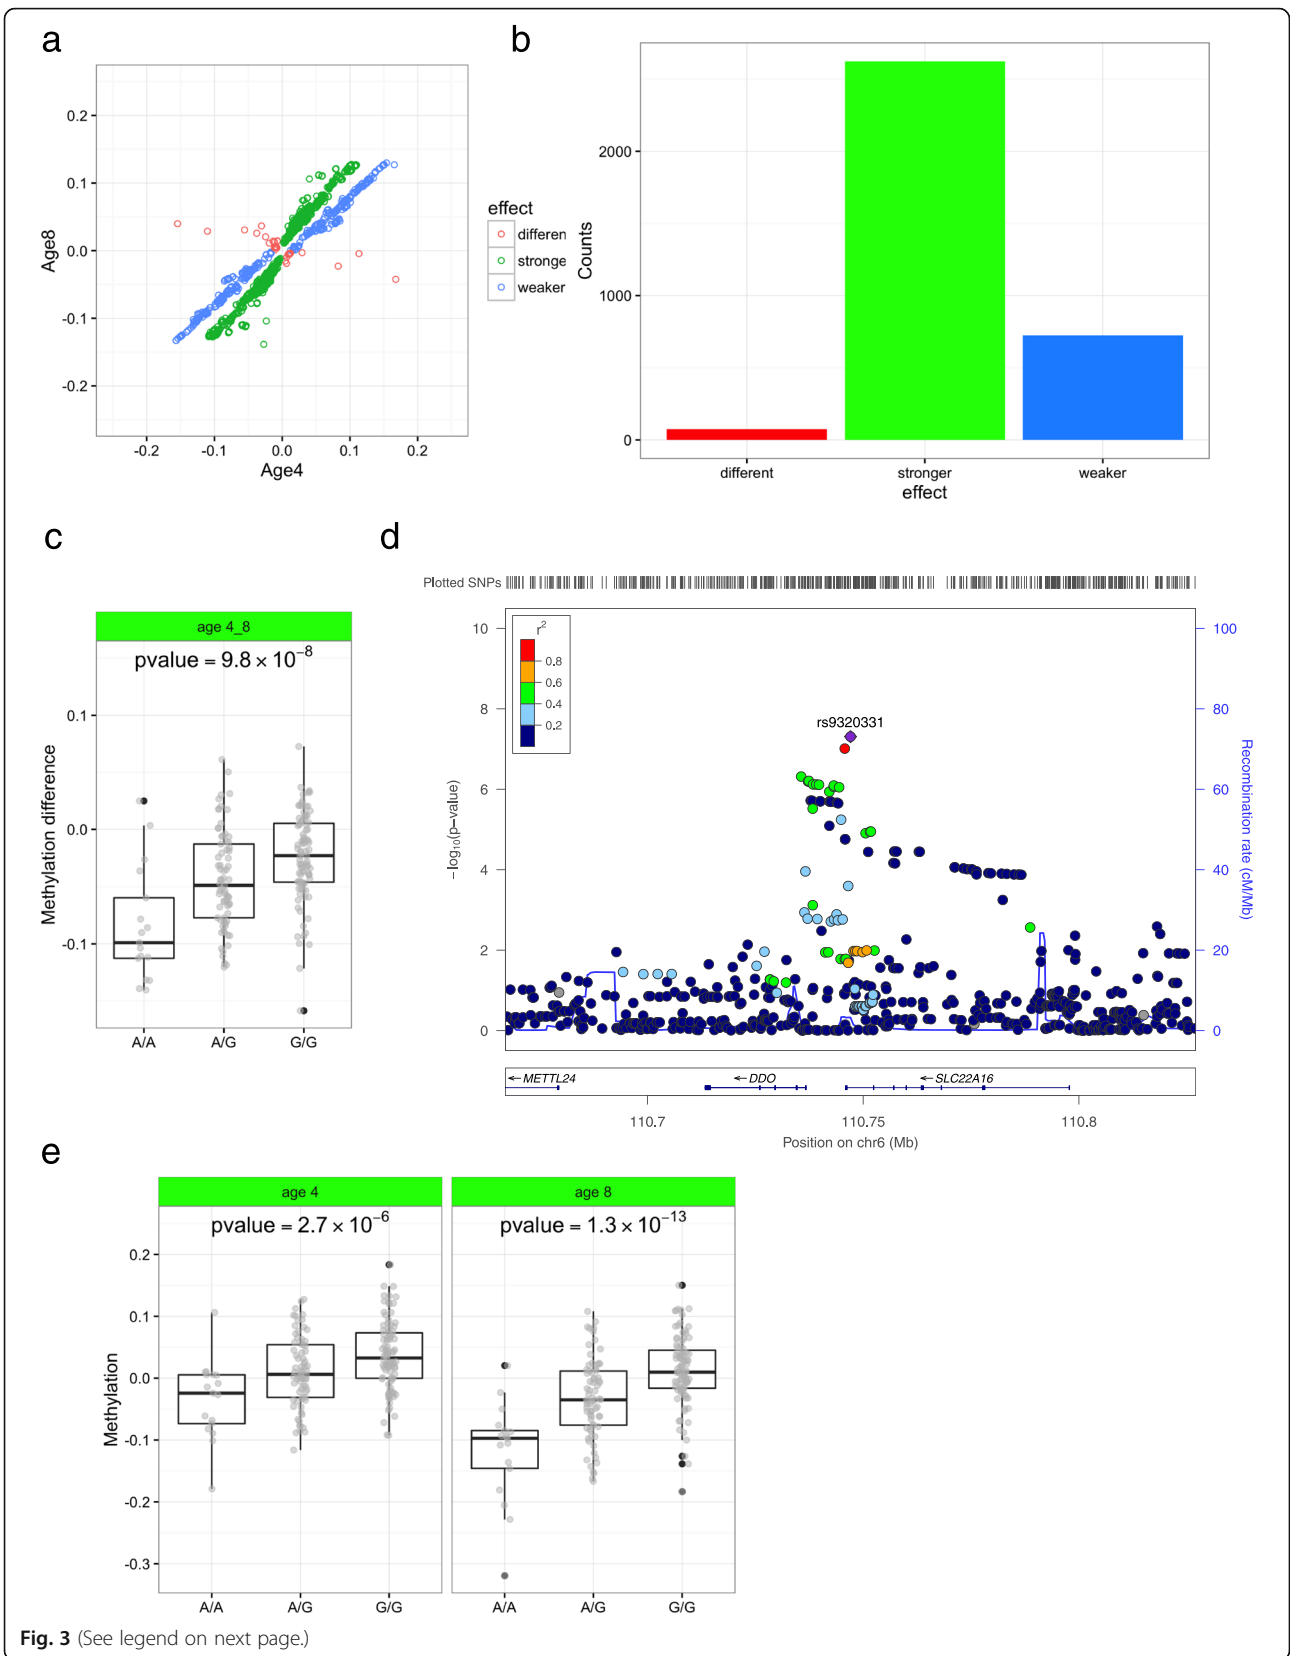 a
0.2
0.1
0.0
-0.1
-0.2
Age8
-0.2
-0.1
0.0
0.1
0.2
Age4
effect
differen
stronge
weaker
b
2000
1000
0
Counts
different
stronger
weaker
effect
c
age 4_8
pvalue = 9.8 × 10⁻⁸
0.1
0.0
-0.1
Methylation difference
A/A
A/G
G/G
d
Plotted SNPs
10
8
6
4
2
0
−log₁₀(p−value)
r²
0.8
0.6
0.4
0.2
rs9320331
100
80
60
40
20
0
Recombination rate (cM/Mb)
←METTL24
←DDO
←SLC22A16
110.7
110.75
110.8
Position on chr6 (Mb)
e
age 4
age 8
pvalue = 2.7 × 10⁻⁶
pvalue = 1.3 × 10⁻¹³
0.2
0.1
0.0
-0.1
-0.2
-0.3
Methylation
A/A
A/G
G/G
A/A
A/G
G/G
Fig. 3 (See legend on next page.)